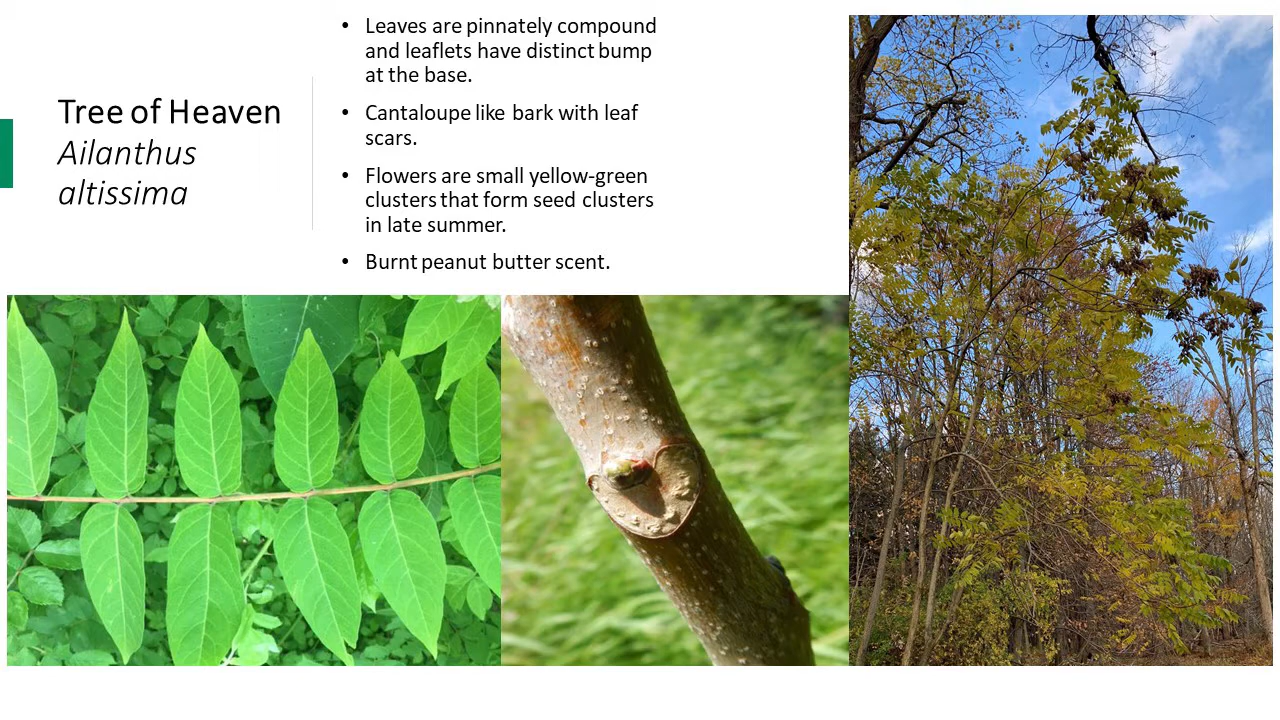 Tree of Heaven
Ailanthus
altissima
• Leaves are pinnately compound
and leaflets have distinct bump
at the base.
• Cantaloupe like bark with leaf
scars.
• Flowers are small yellow-green
clusters that form seed clusters
in late summer.
• Burnt peanut butter scent.